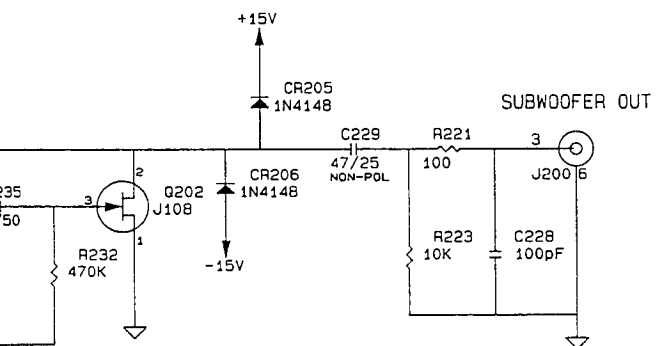 +15V
CR205
1N4148
SUBWOOFER OUT
C229
47/25
NON-POL
R221
100
3
J200 6
2
235
/50
3
Q202
J108
1
CR206
1N4148
-15V
R232
470K
R223
10K
C228
100pF